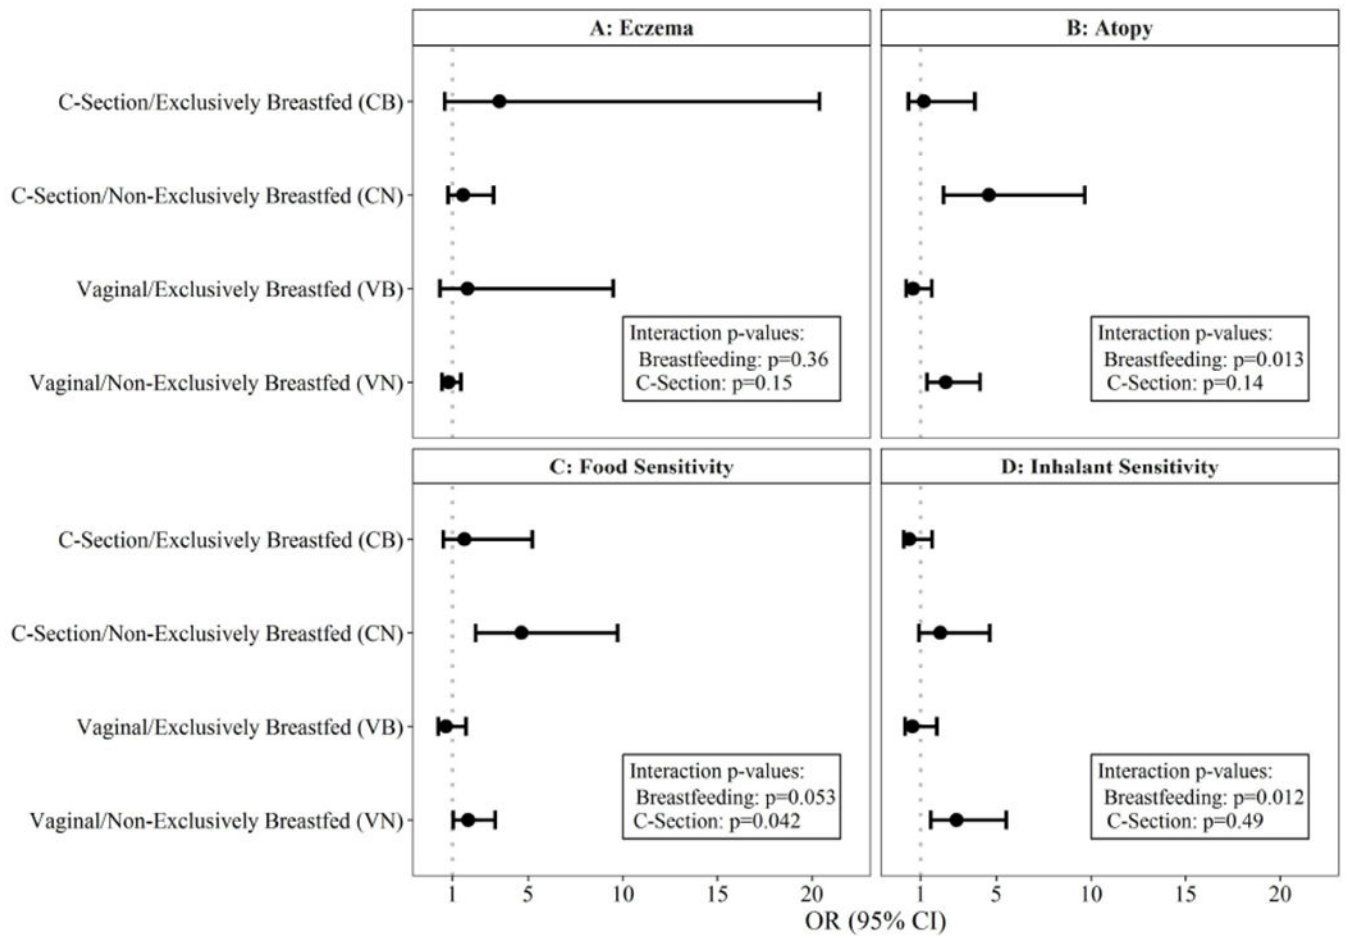 A: Eczema
B: Atopy
C-Section/Exclusively Breastfed (CB)
C-Section/Non-Exclusively Breastfed (CN)
Vaginal/Exclusively Breastfed (VB)
Vaginal/Non-Exclusively Breastfed (VN)
Interaction p-values:
Breastfeeding: p=0.36
C-Section: p=0.15
Interaction p-values:
Breastfeeding: p=0.013
C-Section: p=0.14
C: Food Sensitivity
D: Inhalant Sensitivity
C-Section/Exclusively Breastfed (CB)
C-Section/Non-Exclusively Breastfed (CN)
Vaginal/Exclusively Breastfed (VB)
Vaginal/Non-Exclusively Breastfed (VN)
Interaction p-values:
Breastfeeding: p=0.053
C-Section: p=0.042
Interaction p-values:
Breastfeeding: p=0.012
C-Section: p=0.49
1 5 10 15 20
1 5 10 15 20
OR (95% CI)